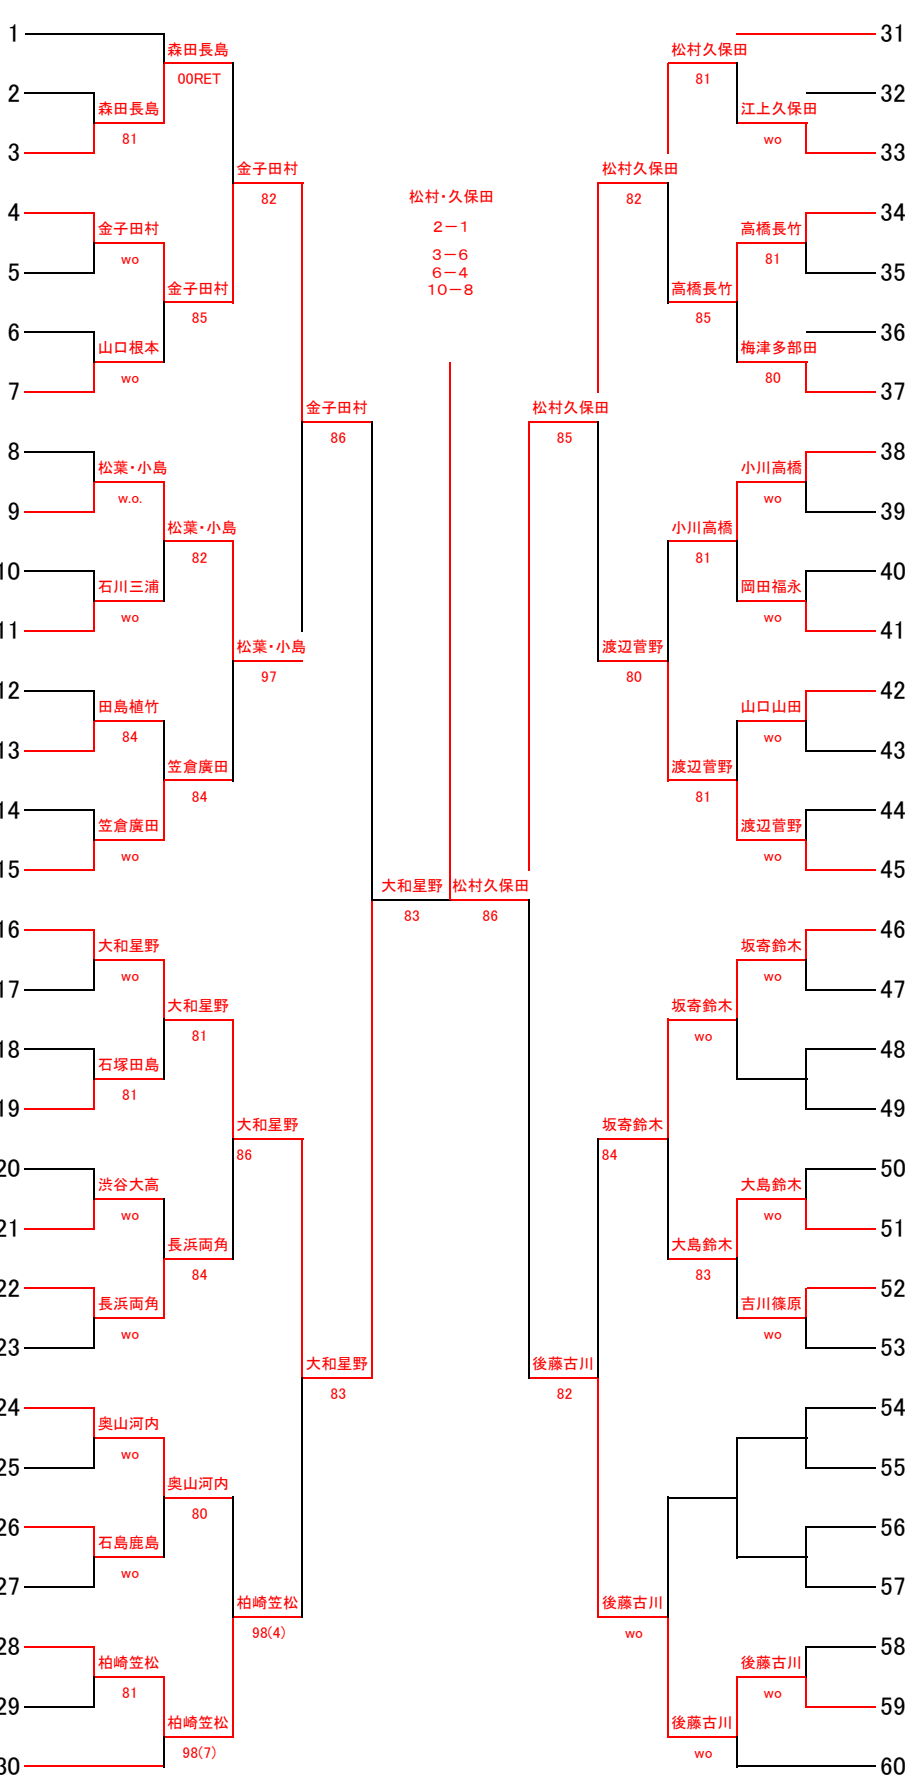 1
森田長島
00RET
2
森田長島
81
3
金子田村
82
4
金子田村
wo
5
金子田村
85
6
山口根本
wo
7
金子田村
86
8
松葉・小島
w.o.
9
松葉・小島
82
10
石川三浦
wo
11
松葉・小島
97
12
田島植竹
84
13
笠倉廣田
84
14
笠倉廣田
wo
15
大和星野
83
16
大和星野
wo
17
大和星野
81
18
石塚田島
81
19
大和星野
86
20
渋谷大高
wo
21
長浜両角
84
22
長浜両角
wo
23
大和星野
83
24
奥山河内
wo
25
奥山河内
80
26
石島鹿島
wo
27
柏崎笠松
98(4)
28
柏崎笠松
81
29
柏崎笠松
98(7)
30
松村・久保田
2－1
3－6
6－4
10－8
31
松村久保田
81
32
江上久保田
wo
33
松村久保田
82
34
高橋長竹
81
35
高橋長竹
85
36
梅津多部田
80
37
松村久保田
85
38
小川高橋
wo
39
小川高橋
81
40
岡田福永
wo
41
渡辺菅野
80
42
山口山田
wo
43
渡辺菅野
81
44
渡辺菅野
wo
45
松村久保田
86
46
坂寄鈴木
wo
47
坂寄鈴木
wo
48
49
坂寄鈴木
84
50
大島鈴木
wo
51
大島鈴木
83
52
吉川篠原
wo
53
後藤古川
82
54
55
56
57
後藤古川
wo
58
後藤古川
wo
59
後藤古川
wo
60